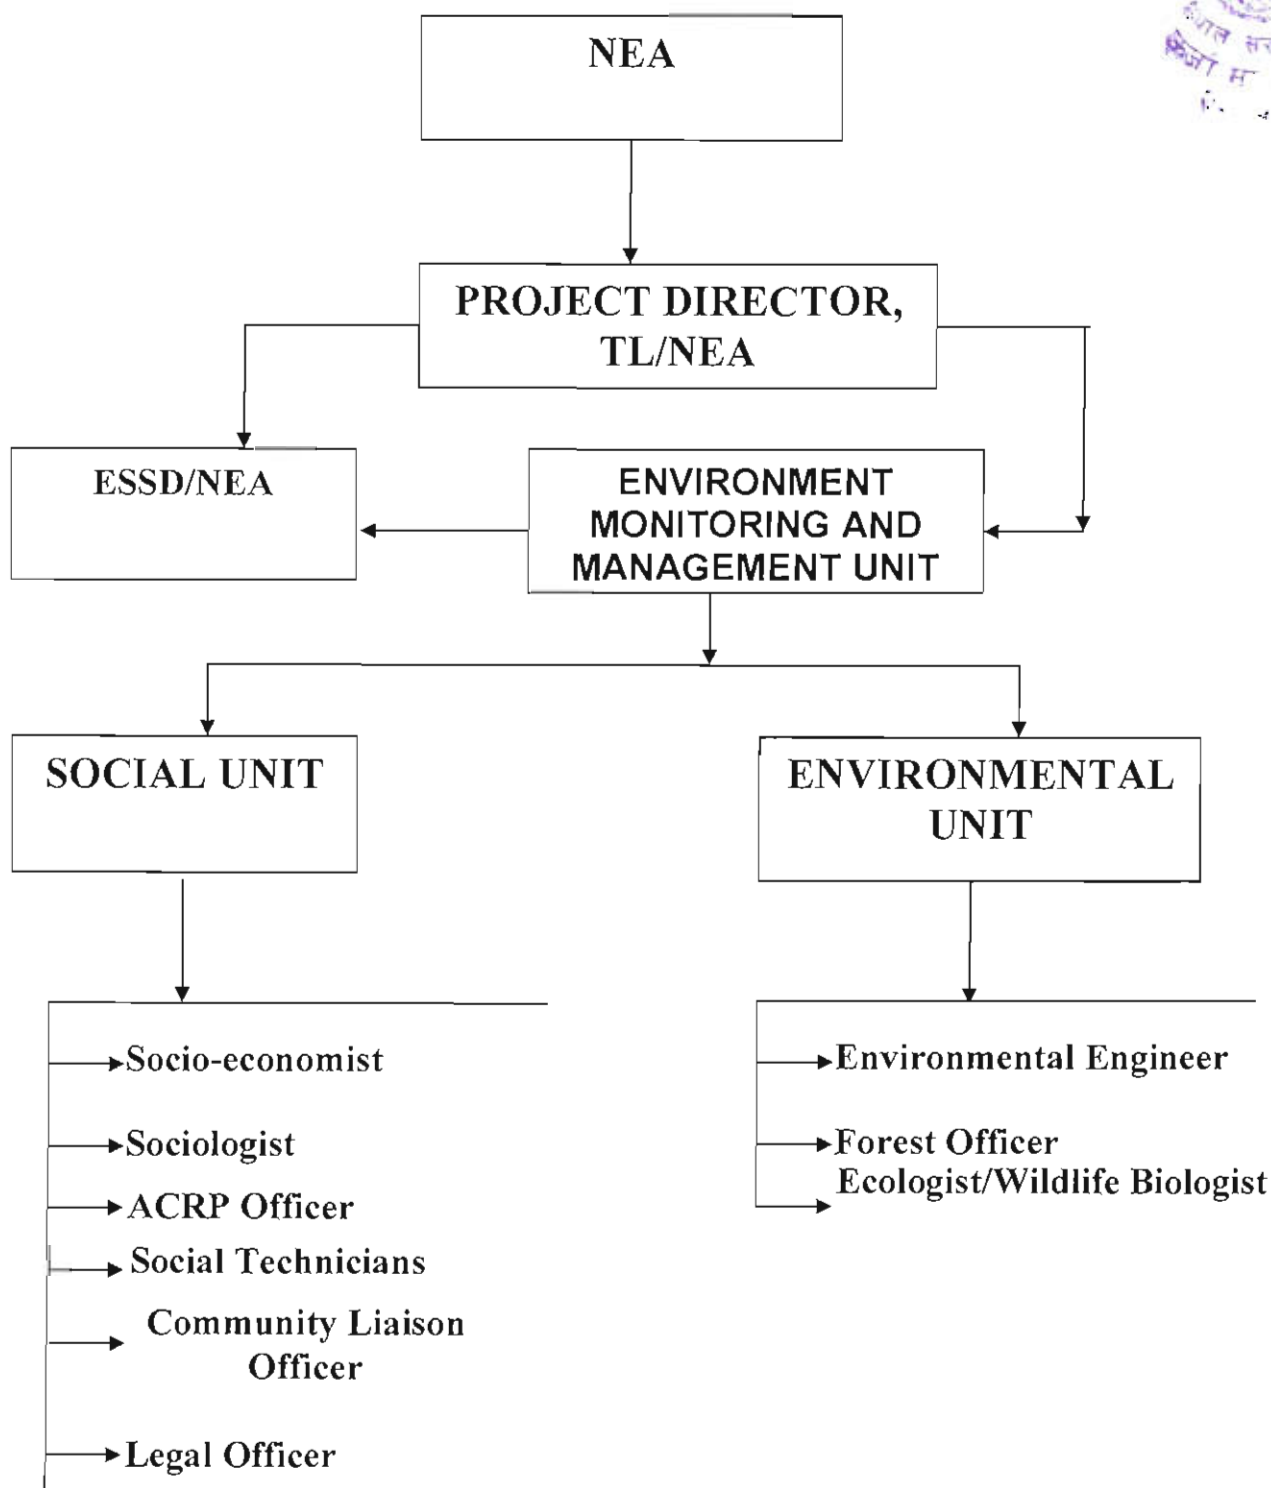 NEA
PROJECT DIRECTOR,
TL/NEA
ESSD/NEA
ENVIRONMENT
MONITORING AND
MANAGEMENT UNIT
SOCIAL UNIT
ENVIRONMENTAL
UNIT
Socio-economist
Sociologist
ACRP Officer
Social Technicians
Community Liaison
Officer
Legal Officer
Environmental Engineer
Forest Officer
Ecologist/Wildlife Biologist